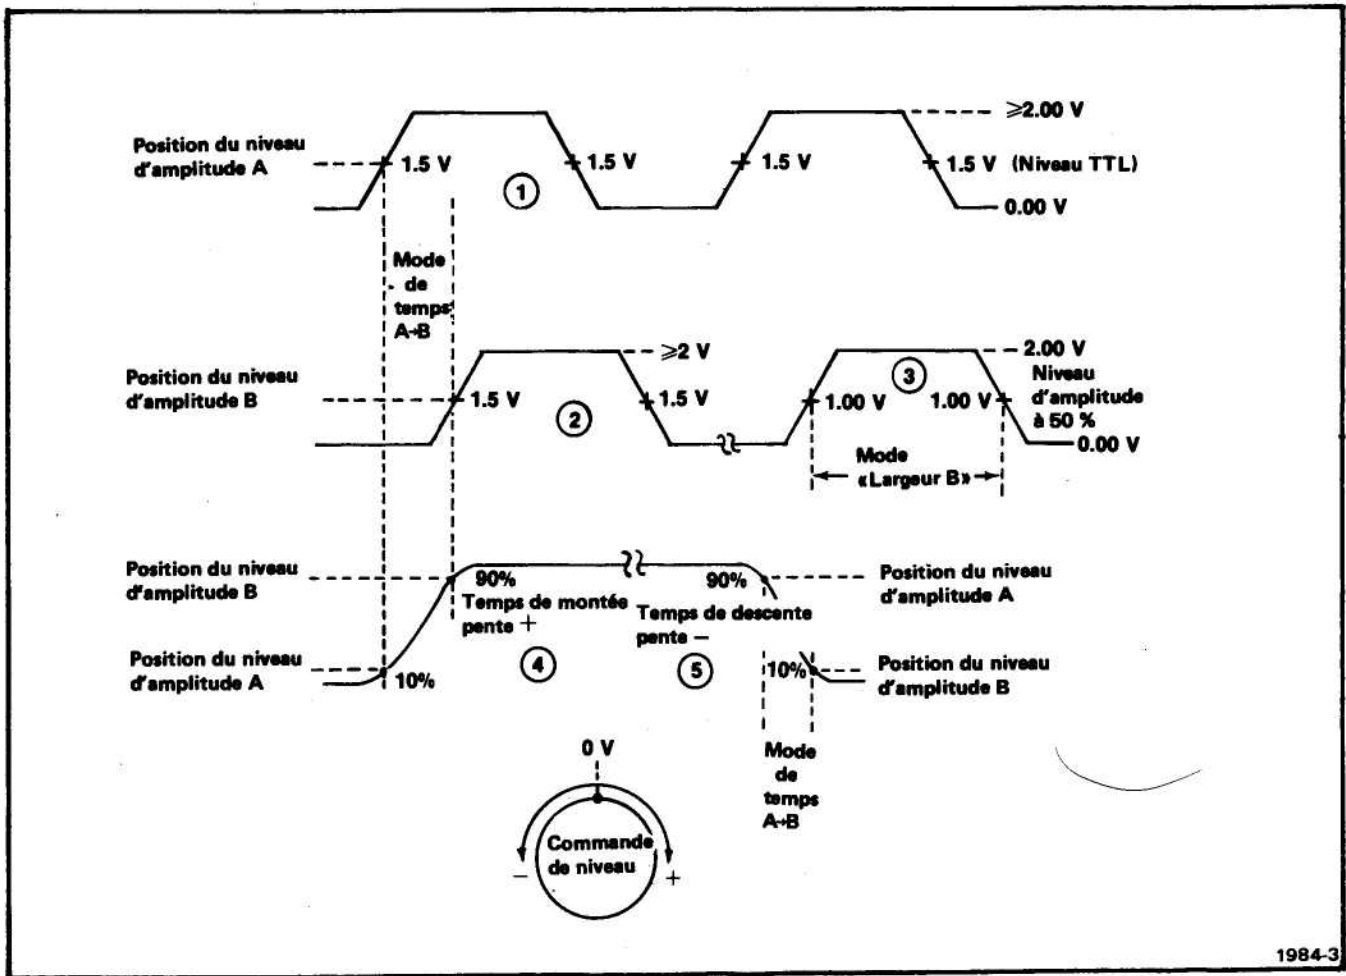 ≥2.00 V
Position du niveau
d'amplitude A
1.5 V
1.5 V
1.5 V
1.5 V (Niveau TTL)
1
0.00 V
Mode
de
temps
A→B
≥2 V
2.00 V
Position du niveau
d'amplitude B
1.5 V
1.5 V
3
1.00 V
1.00 V
Niveau
d'amplitude
à 50 %
2
0.00 V
Mode
«Largeur B»
Position du niveau
d'amplitude B
90%
90%
Position du niveau
d'amplitude A
Temps de montée
pente +
Temps de descente
pente −
Position du niveau
d'amplitude A
10%
4
5
10%
Position du niveau
d'amplitude B
0 V
Mode
de
temps
A→B
Commande
de niveau
−
+
1984-3